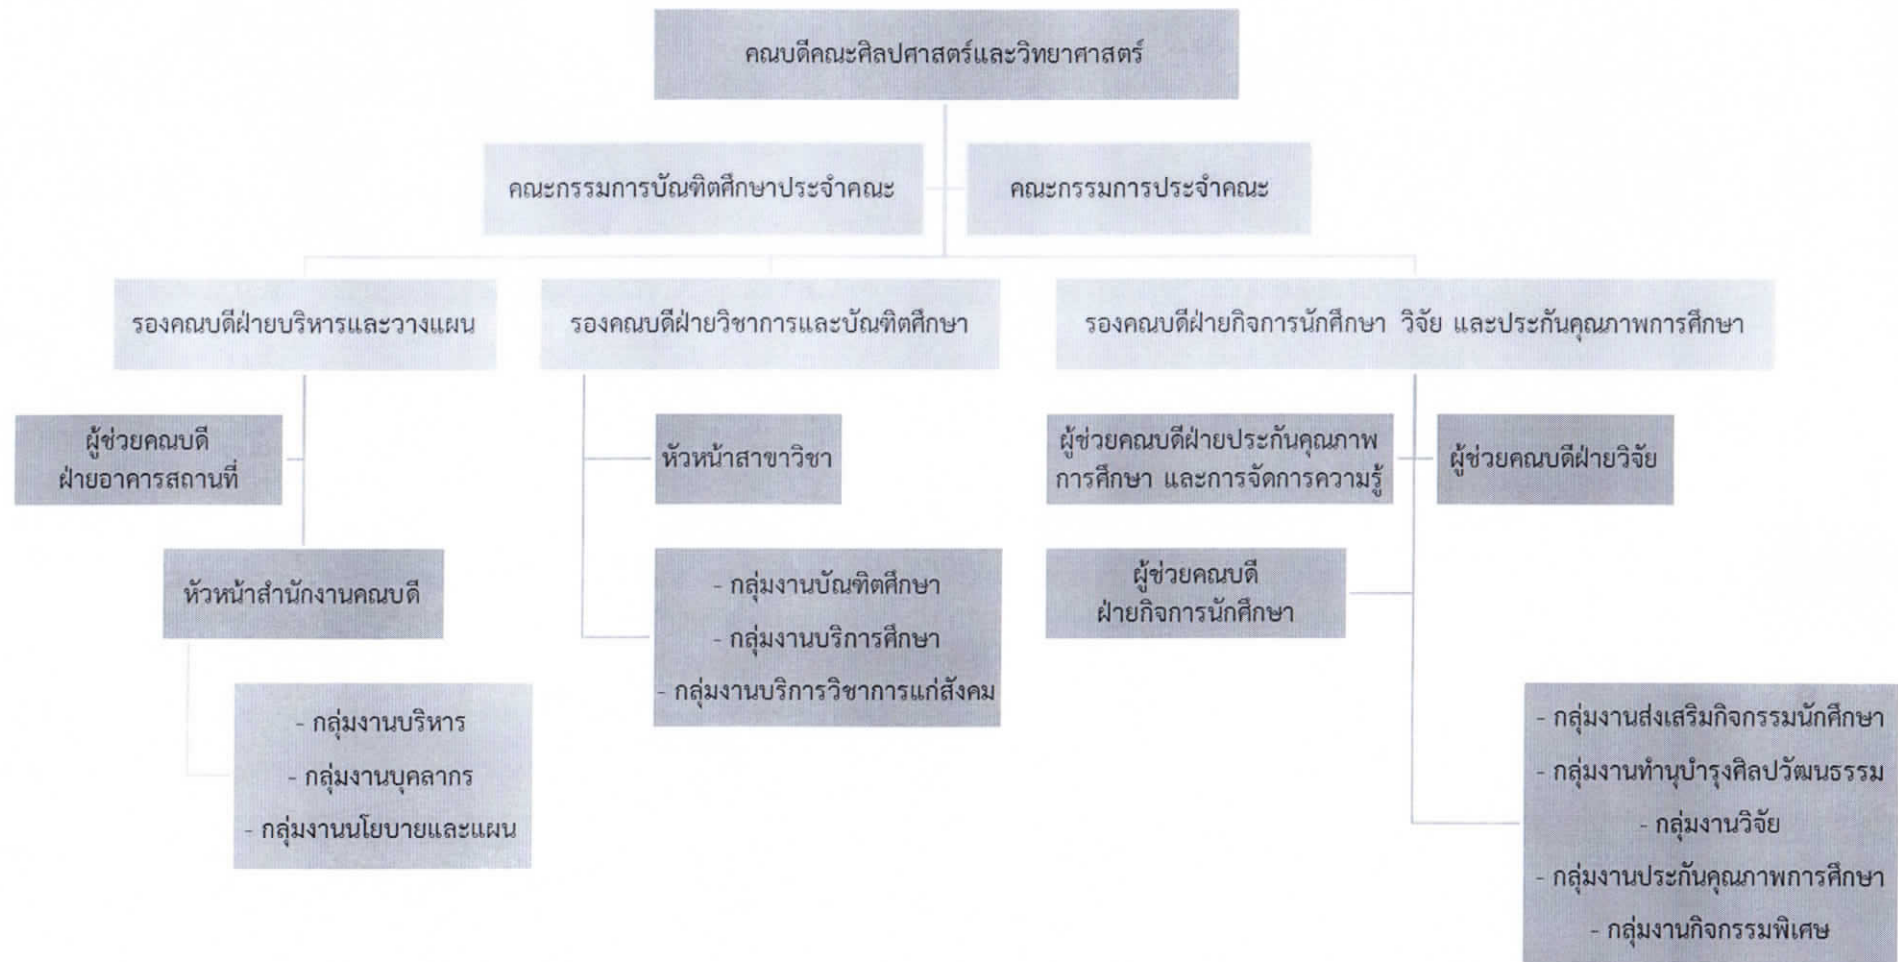 คณบดีคณะศิลปศาสตร์และวิทยาศาสตร์
คณะกรรมการบัณฑิตศึกษาประจำคณะ
คณะกรรมการประจำคณะ
รองคณบดีฝ่ายบริหารและวางแผน
รองคณบดีฝ่ายวิชาการและบัณฑิตศึกษา
รองคณบดีฝ่ายกิจการนักศึกษา วิจัย และประกันคุณภาพการศึกษา
ผู้ช่วยคณบดี
ฝ่ายอาคารสถานที่
หัวหน้าสาขาวิชา
ผู้ช่วยคณบดีฝ่ายประกันคุณภาพ
การศึกษา และการจัดการความรู้
ผู้ช่วยคณบดีฝ่ายวิจัย
หัวหน้าสำนักงานคณบดี
- กลุ่มงานบัณฑิตศึกษา
- กลุ่มงานบริการศึกษา
- กลุ่มงานบริการวิชาการแก่สังคม
ผู้ช่วยคณบดี
ฝ่ายกิจการนักศึกษา
- กลุ่มงานบริหาร
- กลุ่มงานบุคลากร
- กลุ่มงานนโยบายและแผน
- กลุ่มงานส่งเสริมกิจกรรมนักศึกษา
- กลุ่มงานทำนุบำรุงศิลปวัฒนธรรม
- กลุ่มงานวิจัย
- กลุ่มงานประกันคุณภาพการศึกษา
- กลุ่มงานกิจกรรมพิเศษ